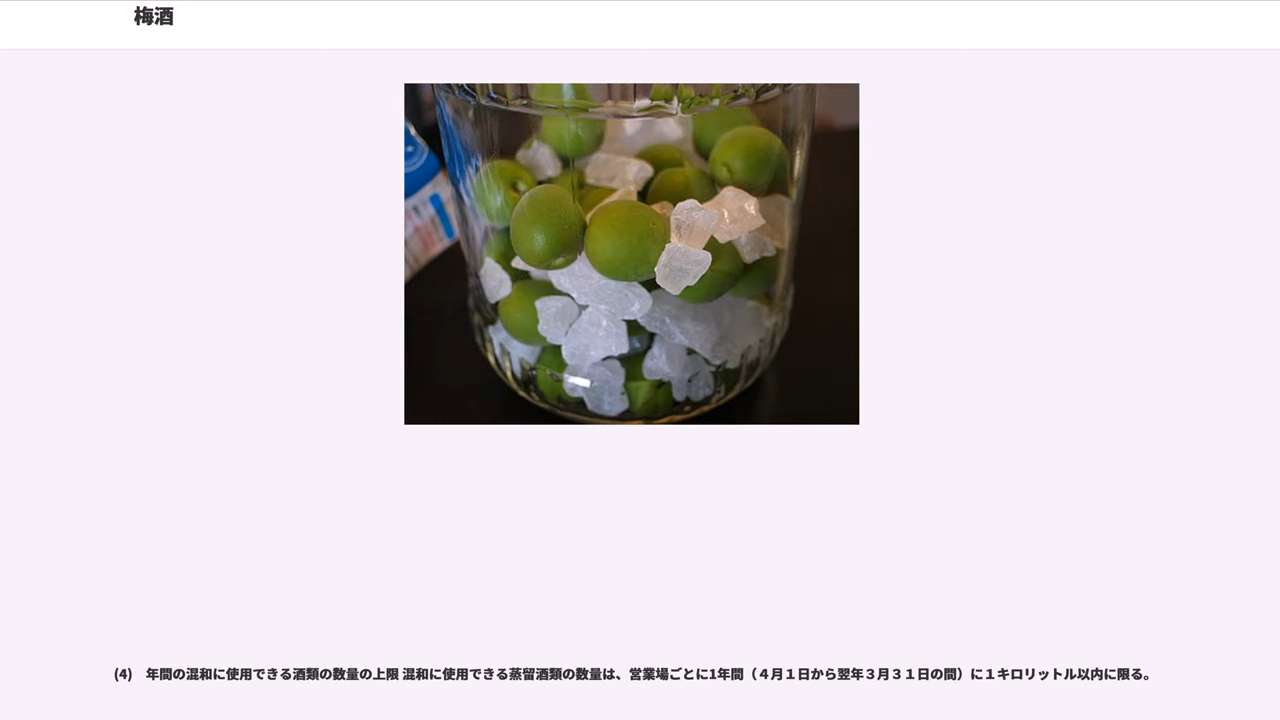 梅酒
(4)　年間の混和に使用できる酒類の数量の上限 混和に使用できる蒸留酒類の数量は、営業場ごとに1年間（４月１日から翌年３月３１日の間）に１キロリットル以内に限る。